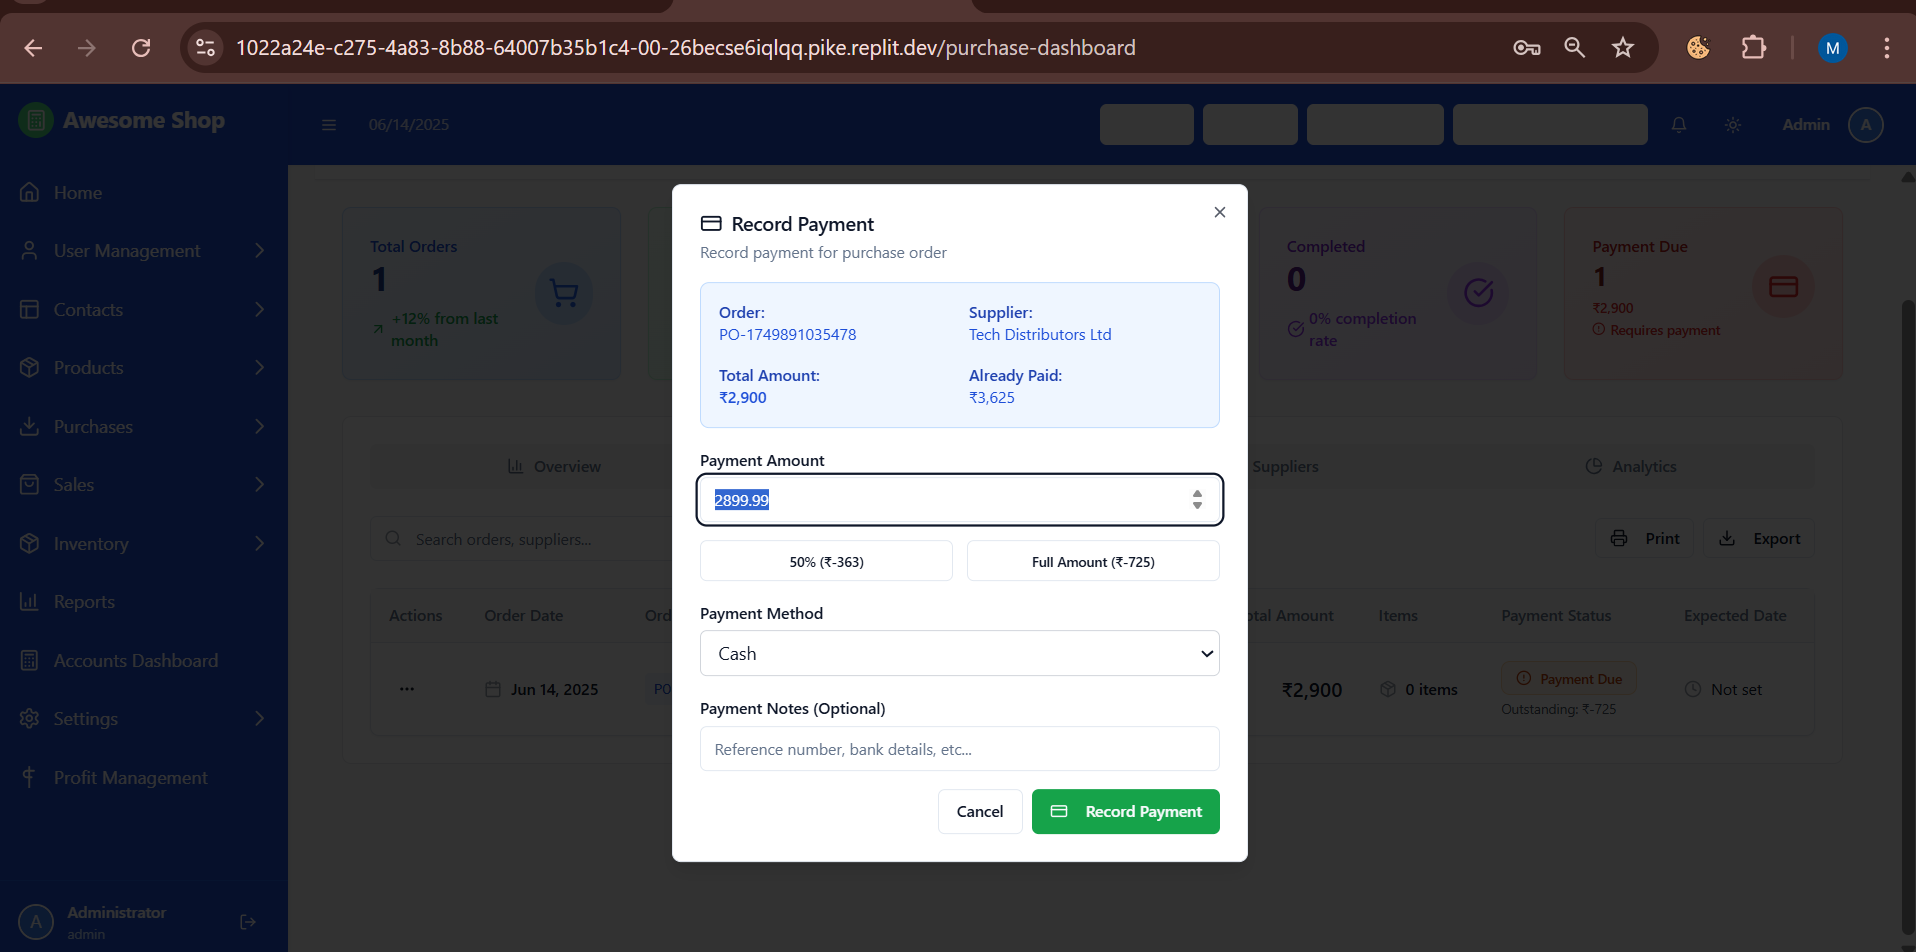 1022a24e-c275-4a83-8b88-64007b35b1c4-00-26becse6iqlqq.pike.replit.dev/purchase-dashboard
M
Awesome Shop
06/14/2025
Admin
A
Home
User Management
Contacts
Products
Purchases
Sales
Inventory
Reports
Accounts Dashboard
Settings
Profit Management
A
Administrator
admin
Total Orders
1
+12% from last
month
Completed
0
0% completion
rate
Payment Due
1
₹2,900
Requires payment
Overview
Suppliers
Analytics
Search orders, suppliers...
Print
Export
Actions
Order Date
Ord
tal Amount
Items
Payment Status
Expected Date
Jun 14, 2025
PO
₹2,900
0 items
Payment Due
Outstanding: ₹-725
Not set
Record Payment
Record payment for purchase order
Order:
PO-1749891035478
Supplier:
Tech Distributors Ltd
Total Amount:
₹2,900
Already Paid:
₹3,625
Payment Amount
2899.99
50% (₹-363)
Full Amount (₹-725)
Payment Method
Cash
Payment Notes (Optional)
Reference number, bank details, etc...
Cancel
Record Payment